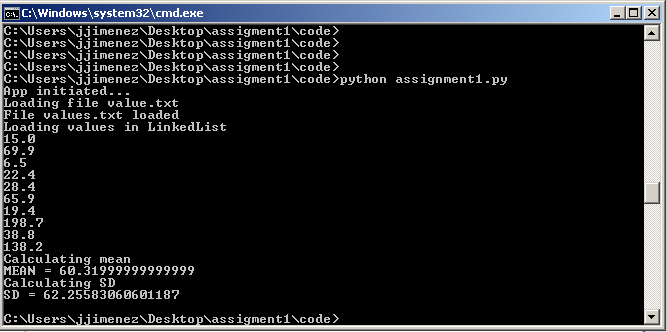 C:\Windows\system32\cmd.exe
C:\Users\jjimenez\Desktop\assigment1\code>
C:\Users\jjimenez\Desktop\assigment1\code>
C:\Users\jjimenez\Desktop\assigment1\code>
C:\Users\jjimenez\Desktop\assigment1\code>
C:\Users\jjimenez\Desktop\assigment1\code>python assignment1.py
App initiated...
Loading file value.txt
File values.txt loaded
Loading values in LinkedList
15.0
69.9
6.5
22.4
28.4
65.9
19.4
198.7
38.8
138.2
Calculating mean
MEAN = 60.31999999999999
Calculating SD
SD = 62.25583060601187
C:\Users\jjimenez\Desktop\assigment1\code>